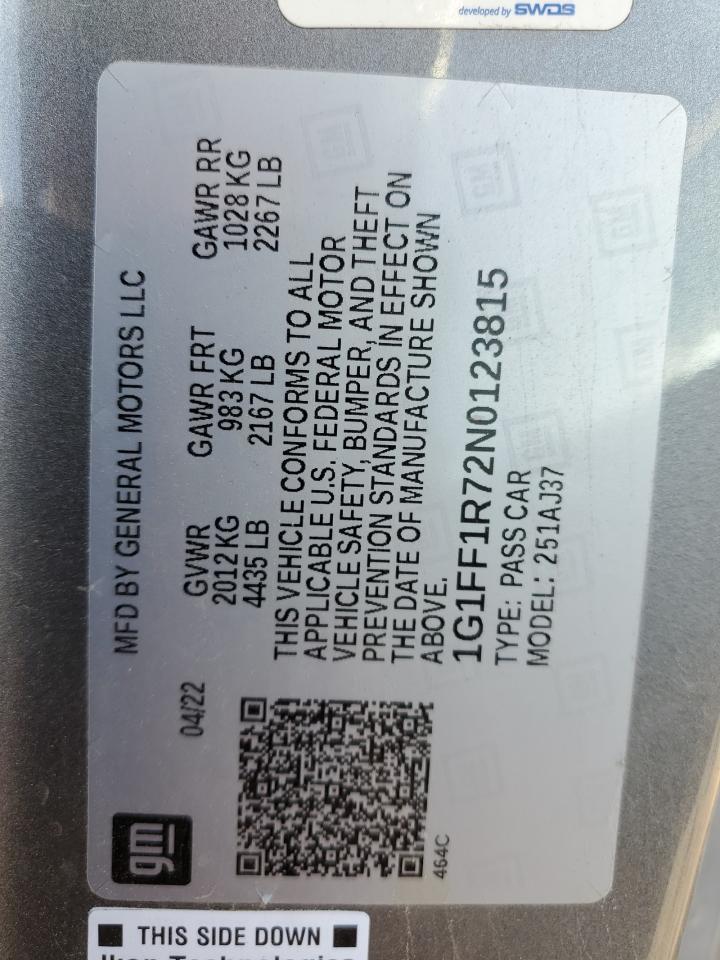 developed by SWDS
MFD BY GENERAL MOTORS LLC
04/22
GVWR GAWR FRT GAWR RR
2012 KG 983 KG 1028 KG
4435 LB 2167 LB 2267 LB
THIS VEHICLE CONFORMS TO ALL
APPLICABLE U.S. FEDERAL MOTOR
VEHICLE SAFETY, BUMPER, AND THEFT
PREVENTION STANDARDS IN EFFECT ON
THE DATE OF MANUFACTURE SHOWN
ABOVE.
1G1FF1R72N0123815
TYPE: PASS CAR
MODEL: 251AJ37
gm
464C
THIS SIDE DOWN